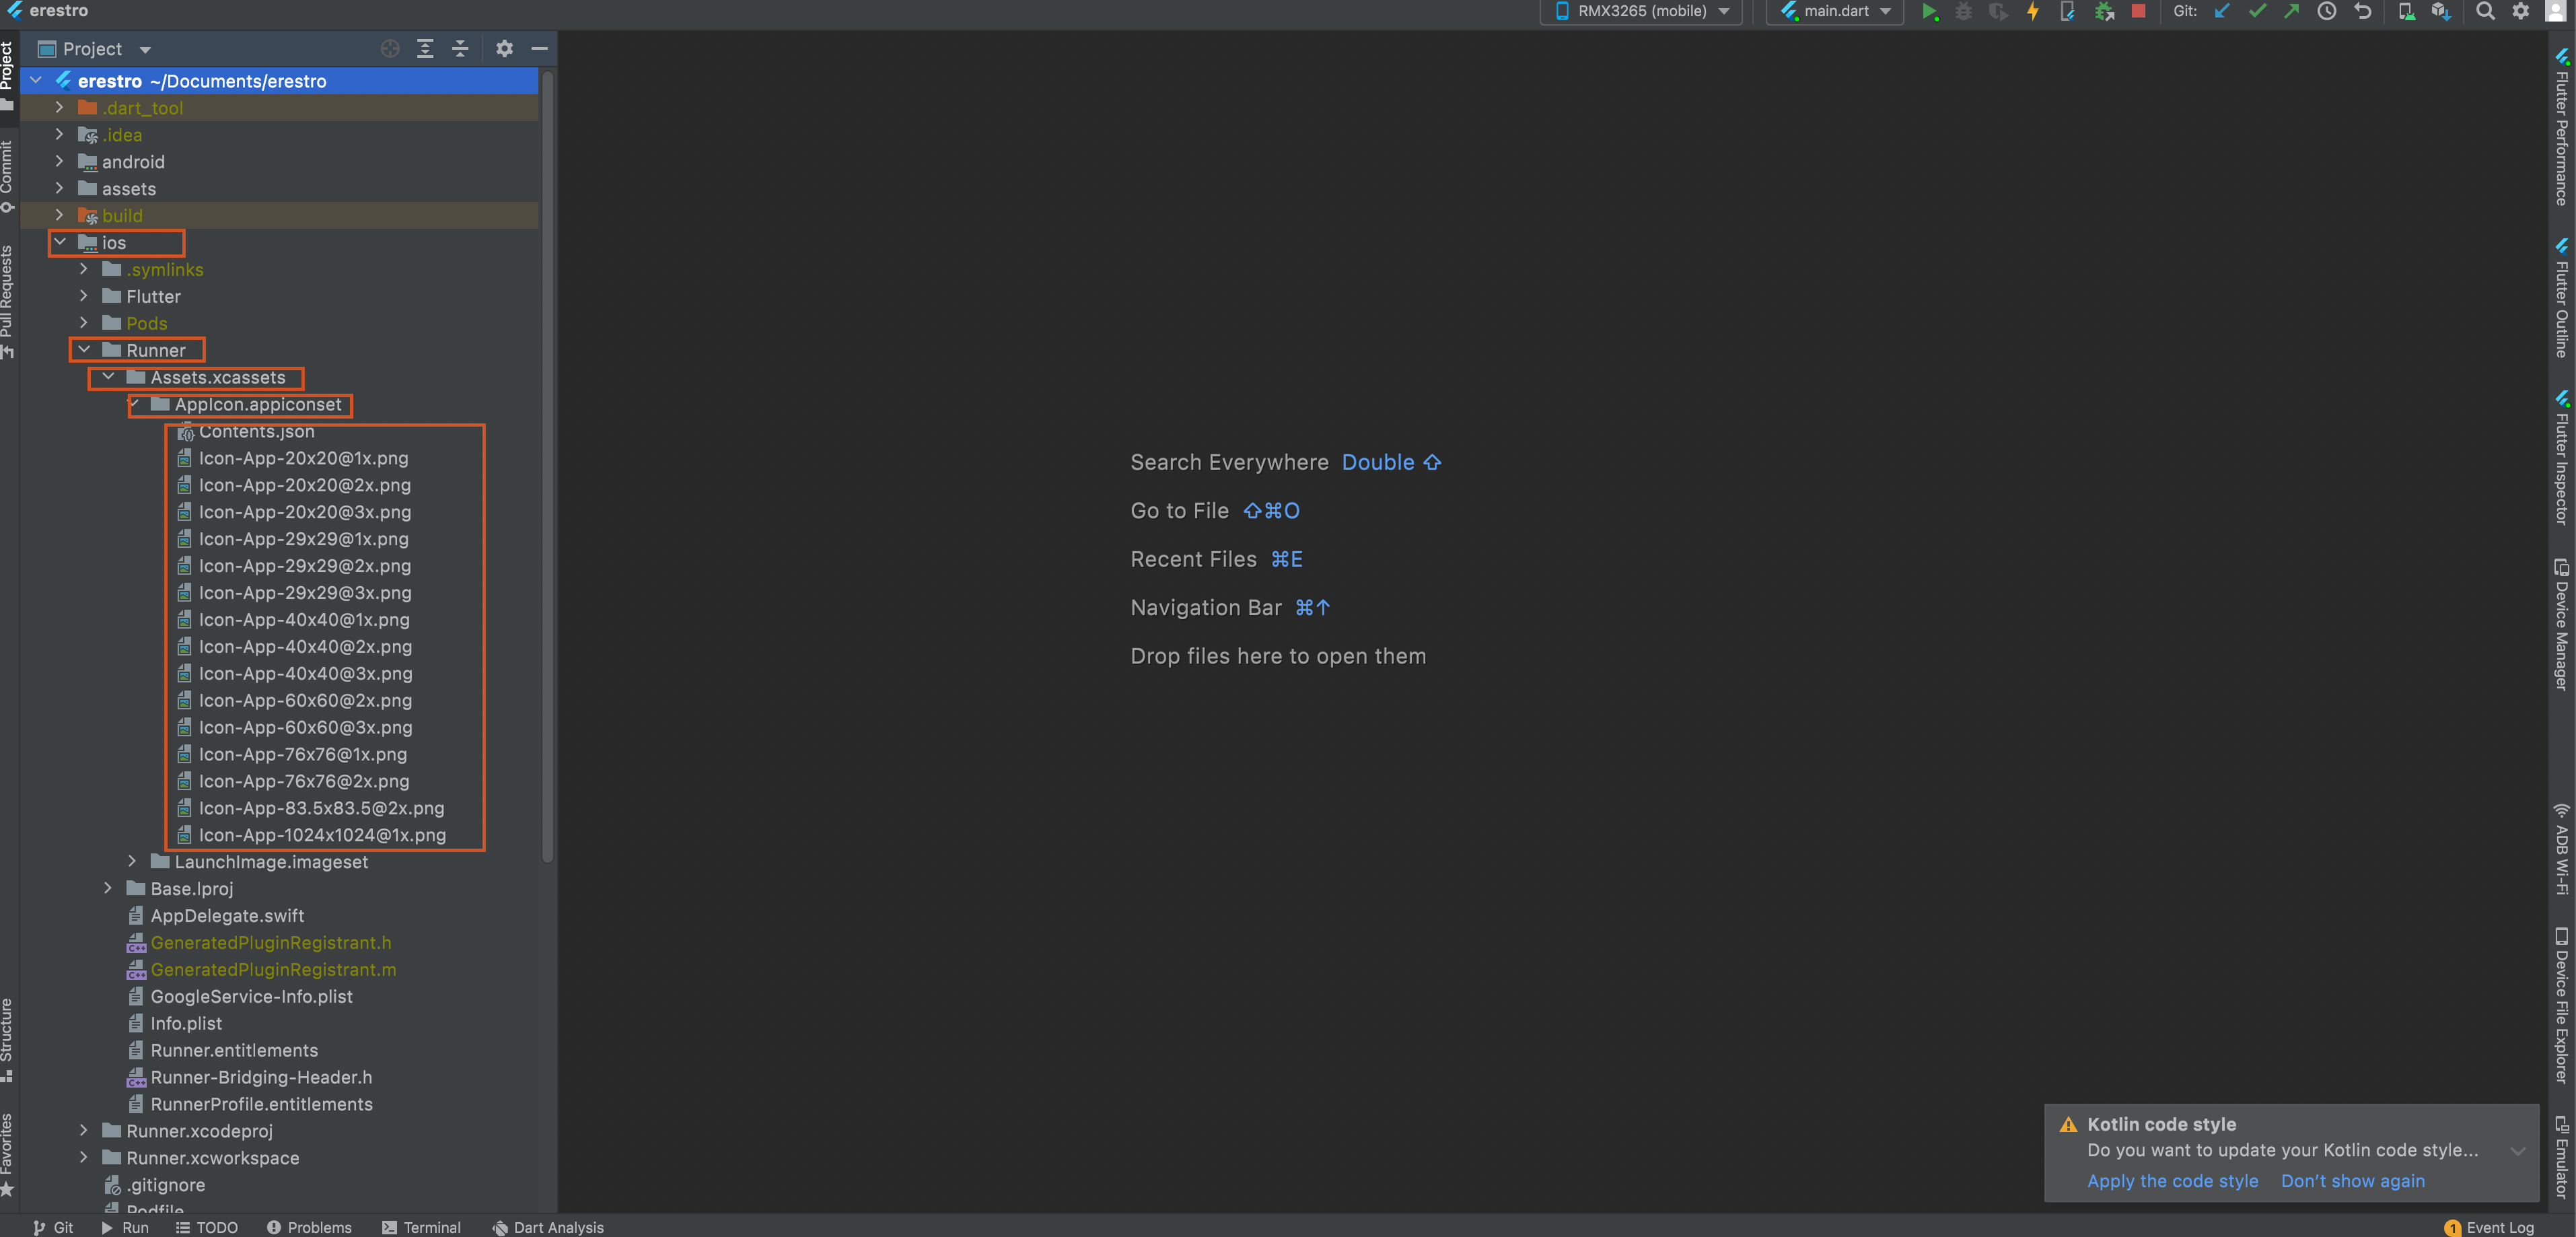 erestro
RMX3265 (mobile)
main.dart
Git:
Project
Project
erestro ~/Documents/erestro
.dart_tool
.idea
android
assets
build
ios
.symlinks
Flutter
Pods
Runner
Assets.xcassets
AppIcon.appiconset
Contents.json
Icon-App-20x20@1x.png
Icon-App-20x20@2x.png
Icon-App-20x20@3x.png
Icon-App-29x29@1x.png
Icon-App-29x29@2x.png
Icon-App-29x29@3x.png
Icon-App-40x40@1x.png
Icon-App-40x40@2x.png
Icon-App-40x40@3x.png
Icon-App-60x60@2x.png
Icon-App-60x60@3x.png
Icon-App-76x76@1x.png
Icon-App-76x76@2x.png
Icon-App-83.5x83.5@2x.png
Icon-App-1024x1024@1x.png
LaunchImage.imageset
Base.lproj
AppDelegate.swift
GeneratedPluginRegistrant.h
GeneratedPluginRegistrant.m
GoogleService-Info.plist
Info.plist
Runner.entitlements
Runner-Bridging-Header.h
RunnerProfile.entitlements
Runner.xcodeproj
Runner.xcworkspace
.gitignore
Podfile
Commit
Pull Requests
Structure
Favorites
Search Everywhere Double ⇧
Go to File ⇧⌘O
Recent Files ⌘E
Navigation Bar ⌘↑
Drop files here to open them
Flutter Performance
Flutter Outline
Flutter Inspector
Device Manager
ADB Wi-Fi
Device File Explorer
Emulator
Kotlin code style
Do you want to update your Kotlin code style...
Apply the code style Don't show again
Git
Run
TODO
Problems
Terminal
Dart Analysis
1 Event Log